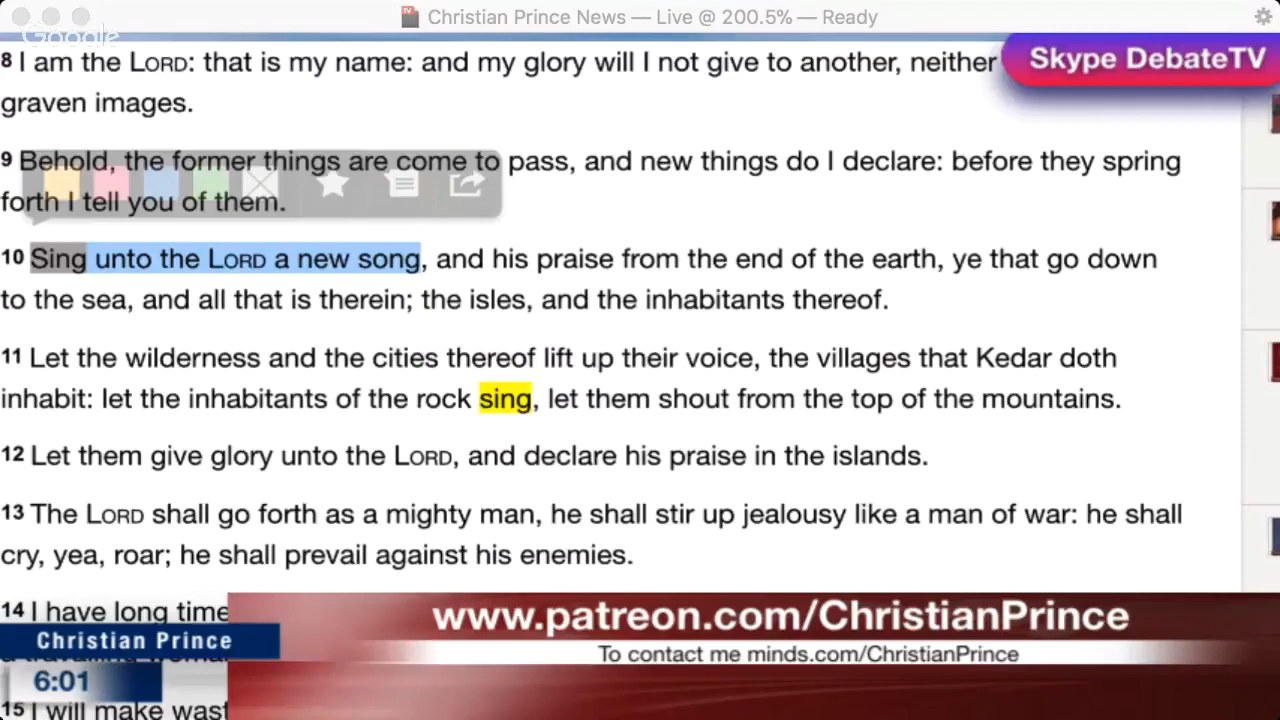 Christian Prince News — Live @ 200.5% — Ready
Google
Skype DebateTV
8 I am the LORD: that is my name: and my glory will I not give to another, neither
graven images.
9 Behold, the former things are come to pass, and new things do I declare: before they spring
forth I tell you of them.
10 Sing unto the LORD a new song, and his praise from the end of the earth, ye that go down
to the sea, and all that is therein; the isles, and the inhabitants thereof.
11 Let the wilderness and the cities thereof lift up their voice, the villages that Kedar doth
inhabit: let the inhabitants of the rock sing, let them shout from the top of the mountains.
12 Let them give glory unto the LORD, and declare his praise in the islands.
13 The LORD shall go forth as a mighty man, he shall stir up jealousy like a man of war: he shall
cry, yea, roar; he shall prevail against his enemies.
14 I have long time
www.patreon.com/ChristianPrince
Christian Prince
To contact me minds.com/ChristianPrince
6:01
15 I will make wast